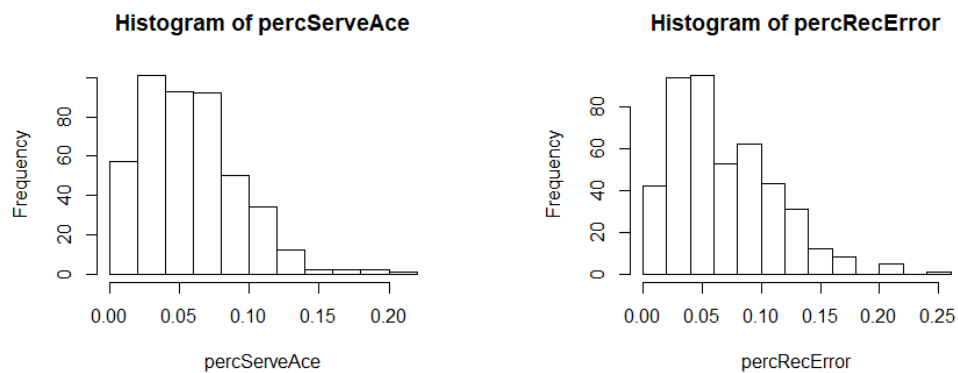 Histogram of percServeAce
Frequency
0 20 40 60 80
0.00 0.05 0.10 0.15 0.20
percServeAce
Histogram of percRecError
Frequency
0 20 40 60 80
0.00 0.05 0.10 0.15 0.20 0.25
percRecError